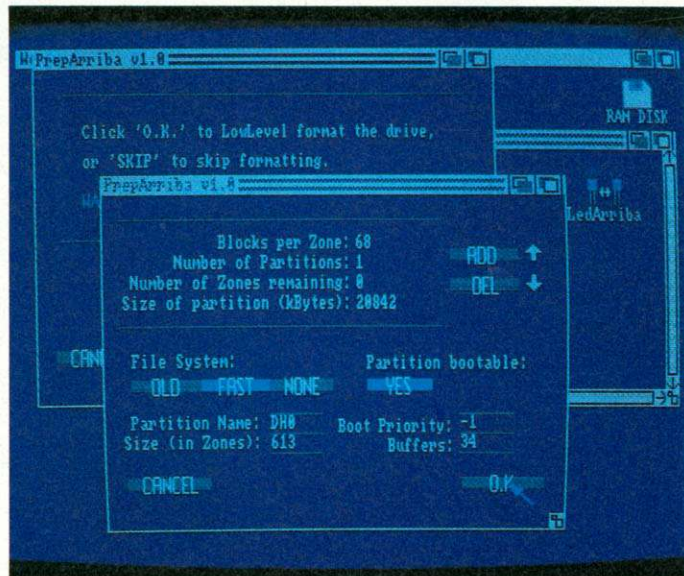 PrepArriba v1.0
RAM DISK
Click 'O.K.' to LowLevel format the drive,
or 'SKIP' to skip formatting.
LedArriba
PrepArriba v1.0
Blocks per Zone: 68
Number of Partitions: 1
Number of Zones remaining: 0
Size of partition (kBytes): 20842
ADD
DEL
File System:
OLD FAST NONE
Partition bootable:
YES
Partition Name: DH0
Size (in Zones): 613
Boot Priority: -1
Buffers: 34
CANCEL
O.K